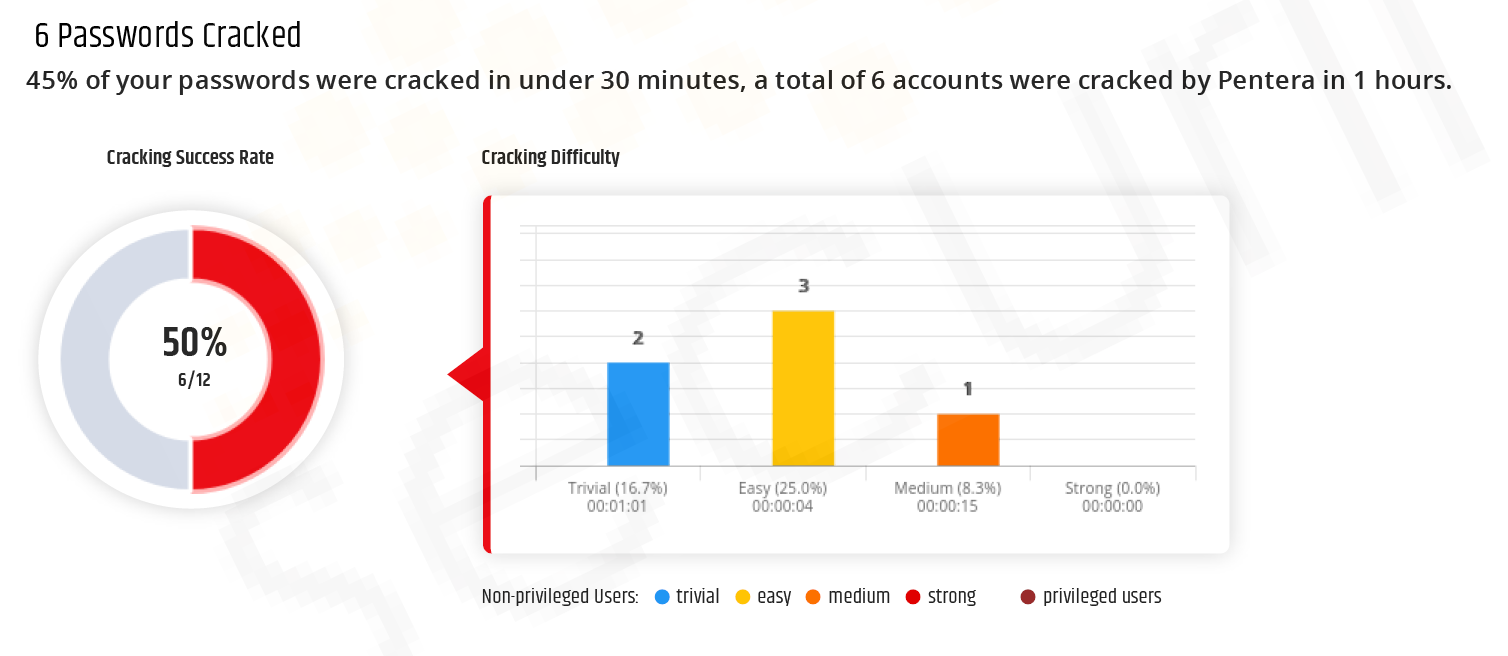 6 Passwords Cracked
45% of your passwords were cracked in under 30 minutes, a total of 6 accounts were cracked by Pentera in 1 hours.
Cracking Success Rate
Cracking Difficulty
50%
6/12
2
3
1
Trivial (16.7%)
00:01:01
Easy (25.0%)
00:00:04
Medium (8.3%)
00:00:15
Strong (0.0%)
00:00:00
Non-privileged Users: trivial easy medium strong privileged users